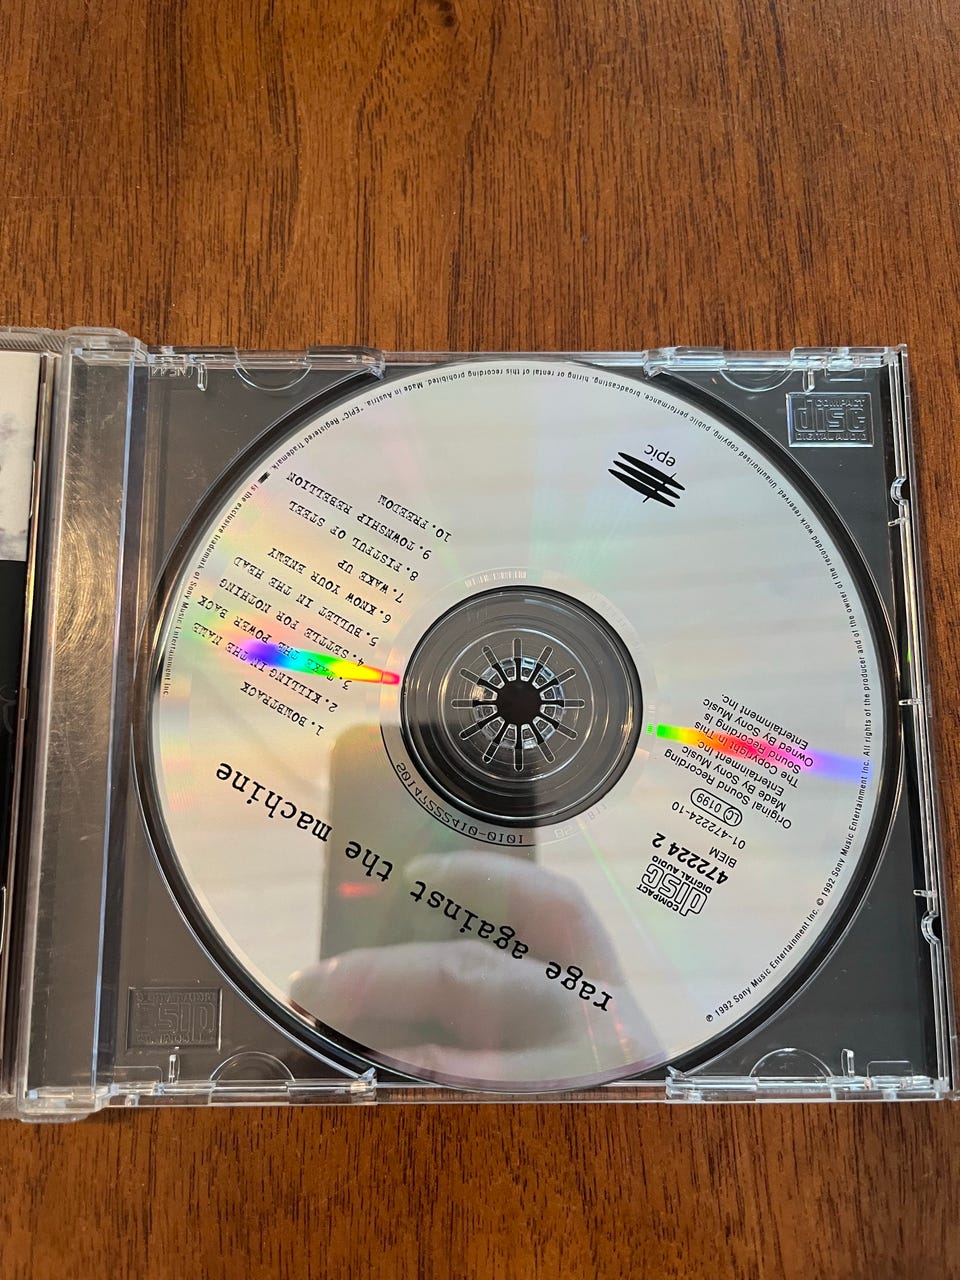 rage against the machine
1. BOMBTRACK
2. KILLING IN THE NAME
3. TAKE THE POWER BACK
4. SETTLE FOR NOTHING
5. BULLET IN THE HEAD
6. KNOW YOUR ENEMY
7. WAKE UP
8. FISTFUL OF STEEL
9. TOWNSHIP REBELLION
10. FREEDOM
epic
COMPACT
disc
DIGITAL AUDIO
472224 2
BIEM
01-472224-10
LC 0199
Original Sound Recording
Made By Sony Music
Entertainment Inc.
The Copyright In This
Sound Recording Is
Owned By Sony Music
Entertainment Inc.
℗ 1992 Sony Music Entertainment Inc. © 1992 Sony Music Entertainment Inc. All rights of the producer and of the owner of the recorded work reserved. Unauthorised copying, public performance, broadcasting, hiring or rental of this recording prohibited. Made in Austria "EPIC" Registered Trademark
is the exclusive trademark of Sony Music Entertainment Inc.
COMPACT
disc
DIGITAL AUDIO